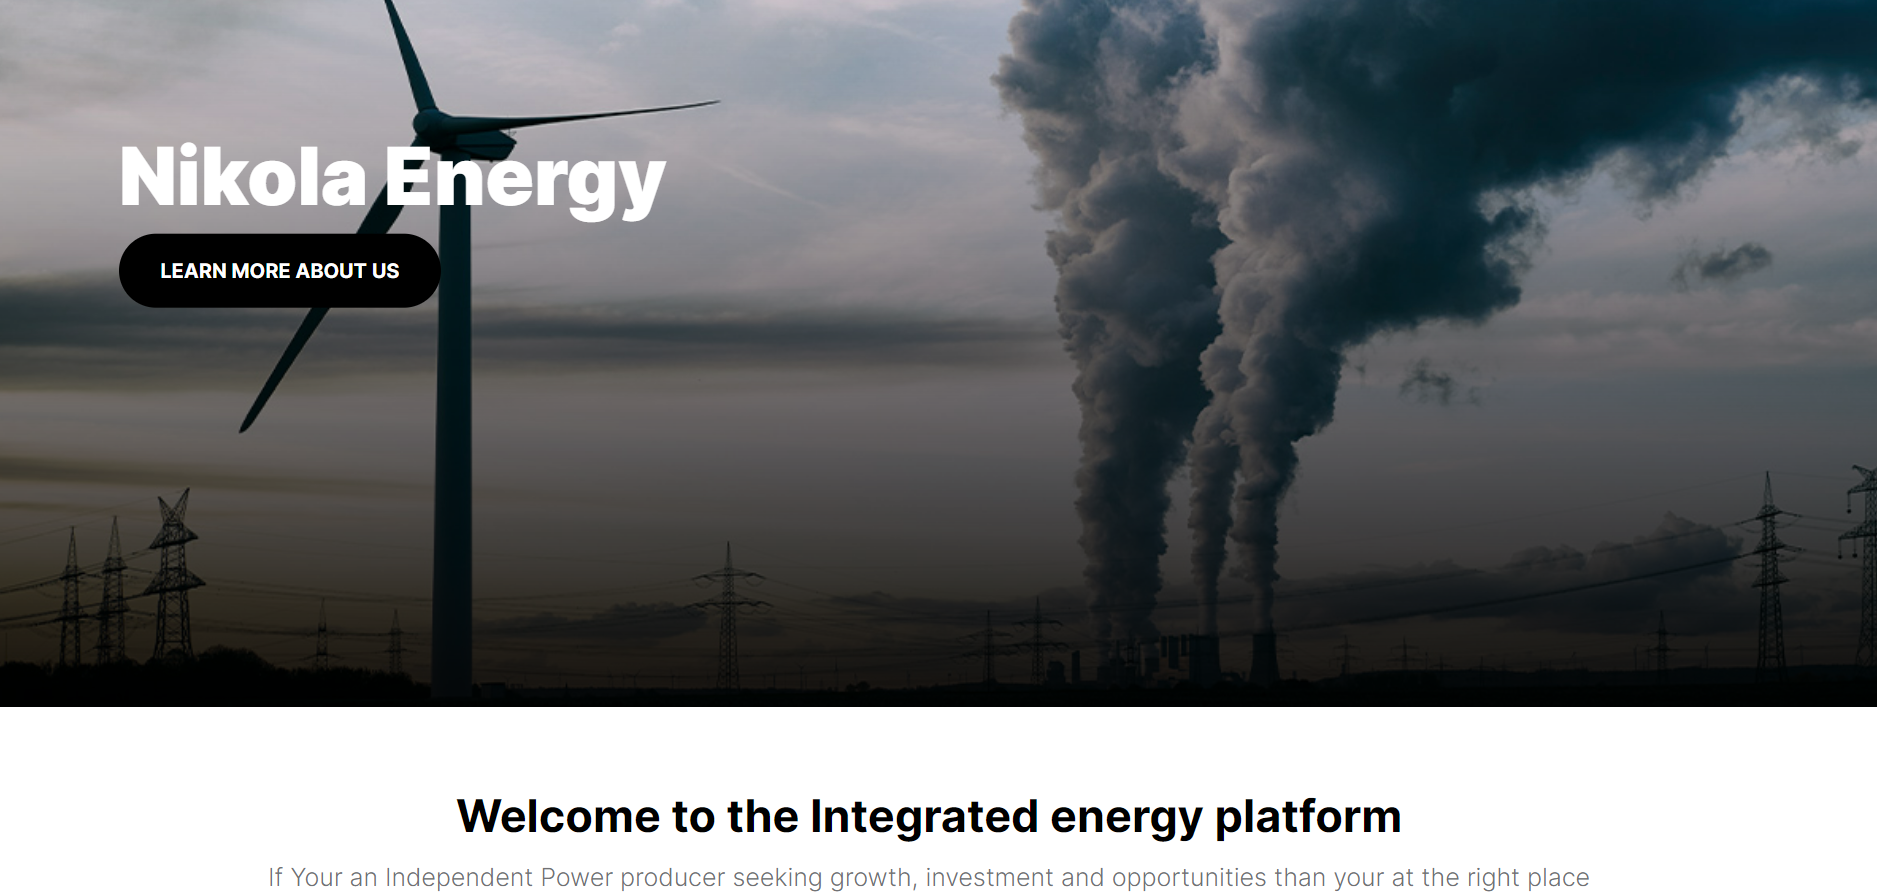 Nikola Energy
LEARN MORE ABOUT US
Welcome to the Integrated energy platform
If Your an Independent Power producer seeking growth, investment and opportunities than your at the right place